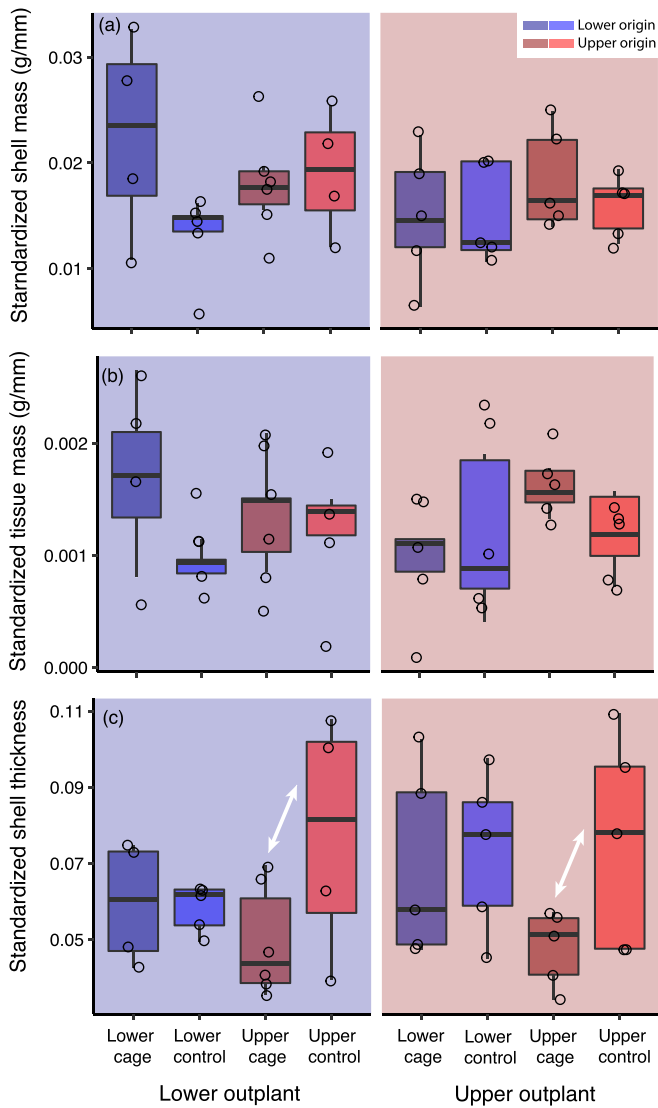 (a)
Lower origin
Upper origin
Starndardized shell mass (g/mm)
0.03
0.02
0.01
(b)
Standardized tissue mass (g/mm)
0.002
0.001
0.000
(c)
Standardized shell thickness
0.11
0.09
0.07
0.05
Lower cage
Lower control
Upper cage
Upper control
Lower cage
Lower control
Upper cage
Upper control
Lower outplant
Upper outplant